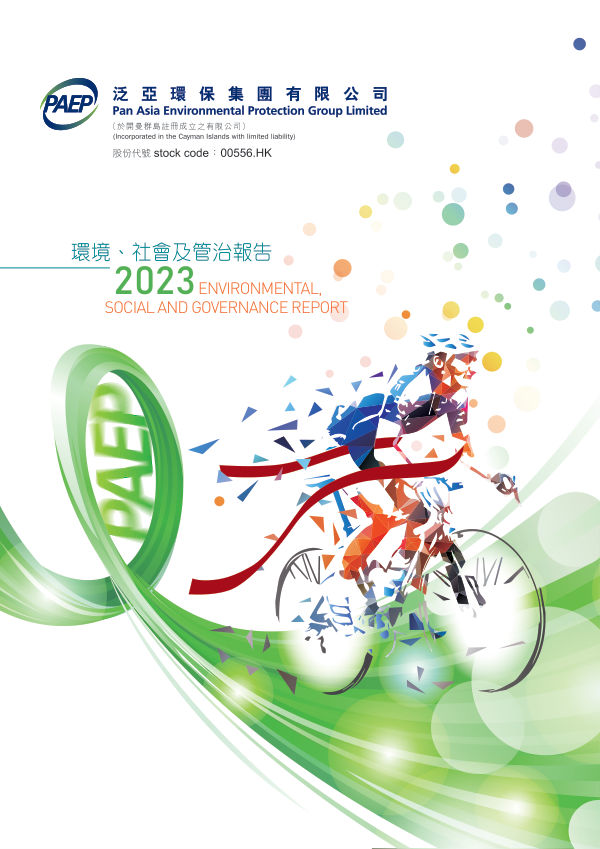 PAEP
泛亞環保集團有限公司
Pan Asia Environmental Protection Group Limited
(於開曼群島註冊成立之有限公司)
(Incorporated in the Cayman Islands with limited liability)
股份代號 stock code：00556.HK
環境、社會及管治報告
2023 ENVIRONMENTAL,
SOCIAL AND GOVERNANCE REPORT
PAEP